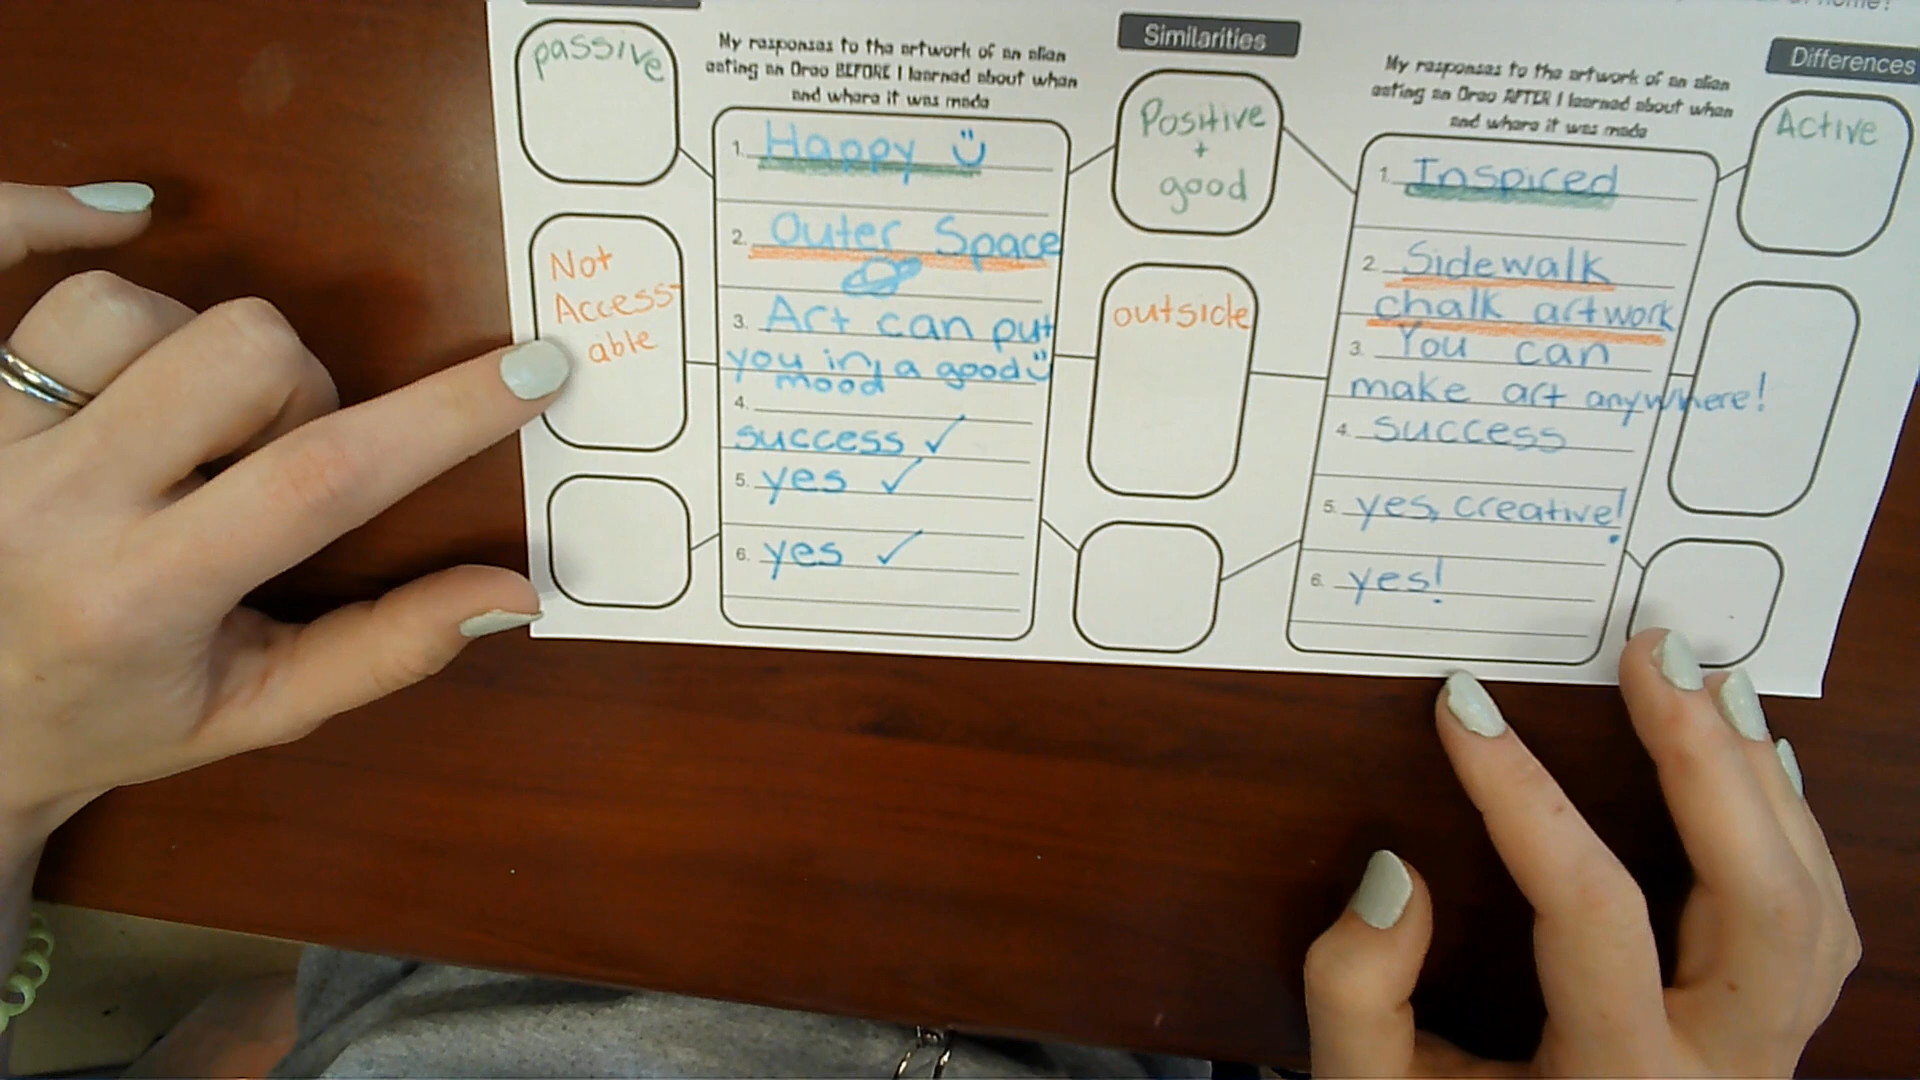 Similarities
Differences
passive
Not
Access-
able
My responses to the artwork of an alien
eating an Oreo BEFORE I learned about when
and where it was made
1. Happy
2. Outer Space
3. Art can put
you in a good
mood
4.
success ✓
5. yes ✓
6. yes ✓
Positive
+
good
outside
My responses to the artwork of an alien
eating an Oreo AFTER I learned about when
and where it was made
1. Inspired
2. Sidewalk
chalk artwork
3. You can
make art anywhere!
4. success
5. yes, creative!
6. yes!
Active